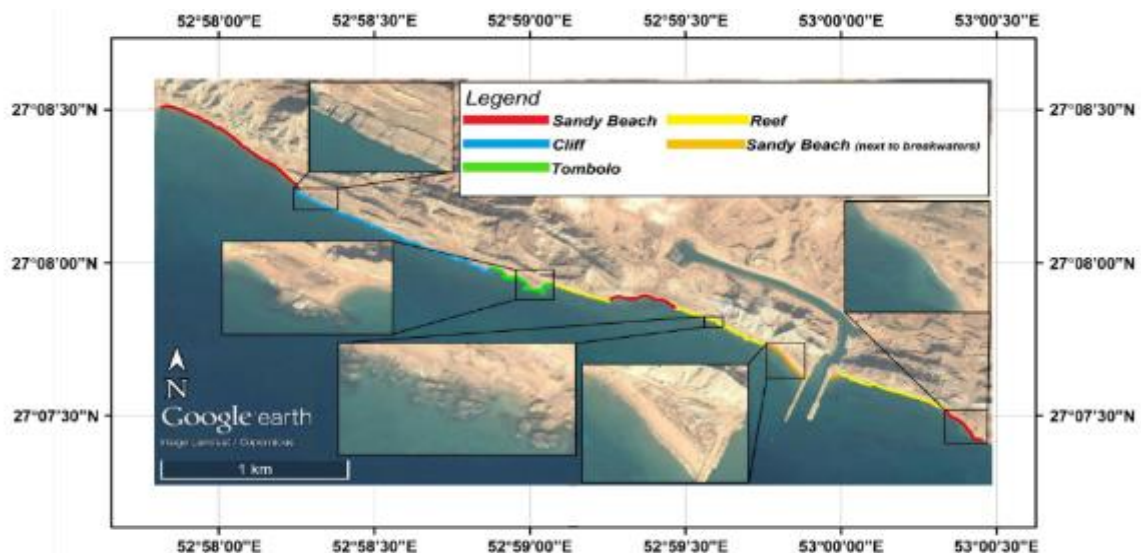 52°58'00"E 52°58'30"E 52°59'00"E 52°59'30"E 53°00'00"E 53°00'30"E
27°08'30"N 27°08'30"N
Legend
Sandy Beach Reef
Cliff Sandy Beach (next to breakwaters)
Tombolo
27°08'00"N 27°08'00"N
N
27°07'30"N 27°07'30"N
Google earth
Image Landsat / Copernicus
1 km
52°58'00"E 52°58'30"E 52°59'00"E 52°59'30"E 53°00'00"E 53°00'30"E